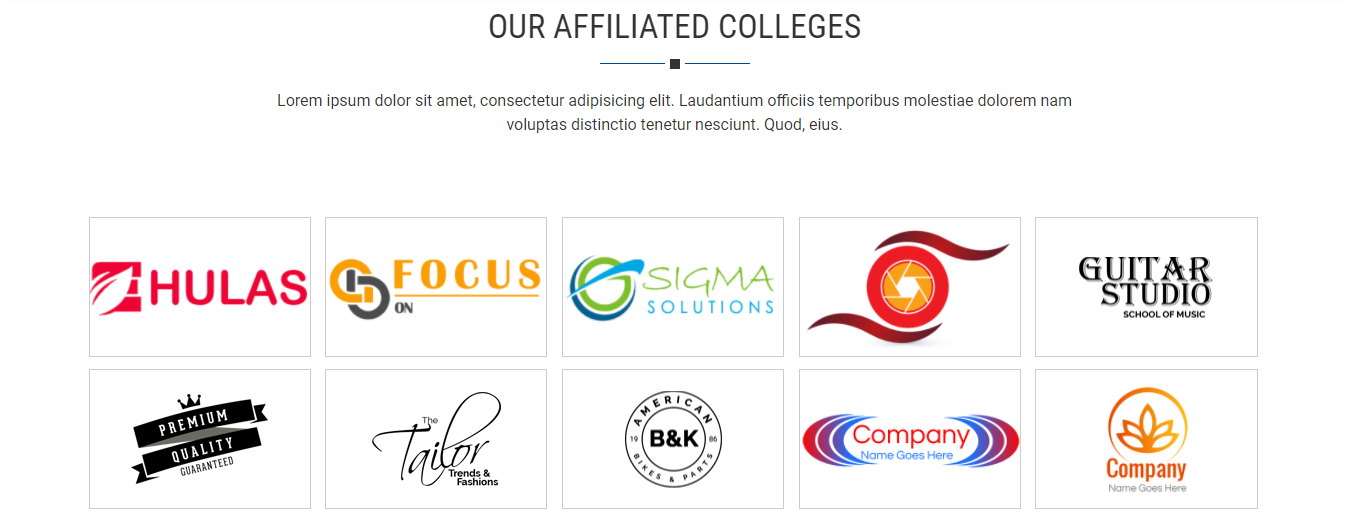 OUR AFFILIATED COLLEGES
Lorem ipsum dolor sit amet, consectetur adipisicing elit. Laudantium officiis temporibus molestiae dolorem nam
voluptas distinctio tenetur nesciunt. Quod, eius.
HULAS
FOCUS
ON
SIGMA
SOLUTIONS
GUITAR
STUDIO
SCHOOL OF MUSIC
PREMIUM
QUALITY
GUARANTEED
The
Tailor
Trends &
Fashions
AMERICAN
19 B&K 86
BIKES & PARTS
Company
Name Goes Here
Company
Name Goes Here